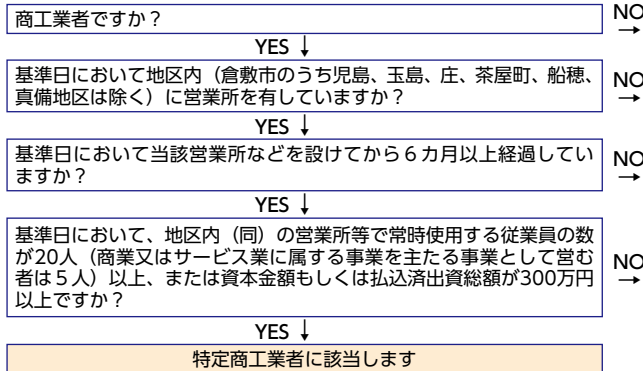 商工業者ですか？
NO
→
YES ↓
基準日において地区内（倉敷市のうち児島、玉島、庄、茶屋町、船穂、
真備地区は除く）に営業所を有していますか？
NO
→
YES ↓
基準日において当該営業所などを設けてから６カ月以上経過してい
ますか？
NO
→
YES ↓
基準日において、地区内（同）の営業所等で常時使用する従業員の数
が20人（商業又はサービス業に属する事業を主たる事業として営む
者は５人）以上、または資本金額もしくは払込済出資総額が300万円
以上ですか？
NO
→
YES ↓
特定商工業者に該当します